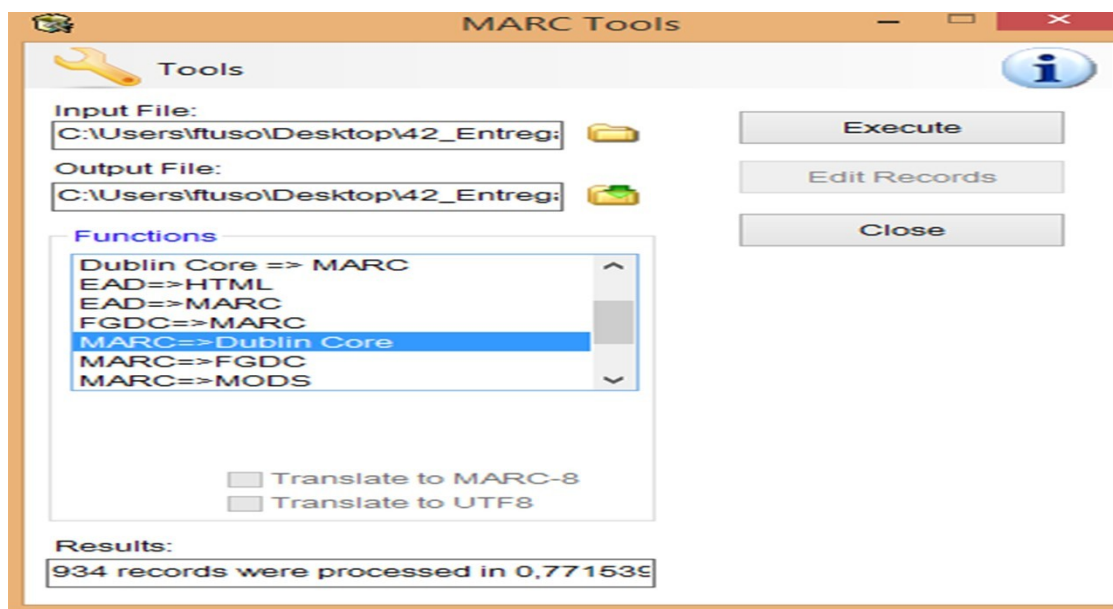 MARC Tools
Tools
Input File:
C:\Users\ftuso\Desktop\42_Entrega
Execute
Output File:
C:\Users\ftuso\Desktop\42_Entrega
Edit Records
Close
Functions
Dublin Core => MARC
EAD=>HTML
EAD=>MARC
FGDC=>MARC
MARC=>Dublin Core
MARC=>FGDC
MARC=>MODS
Translate to MARC-8
Translate to UTF8
Results:
934 records were processed in 0,771539